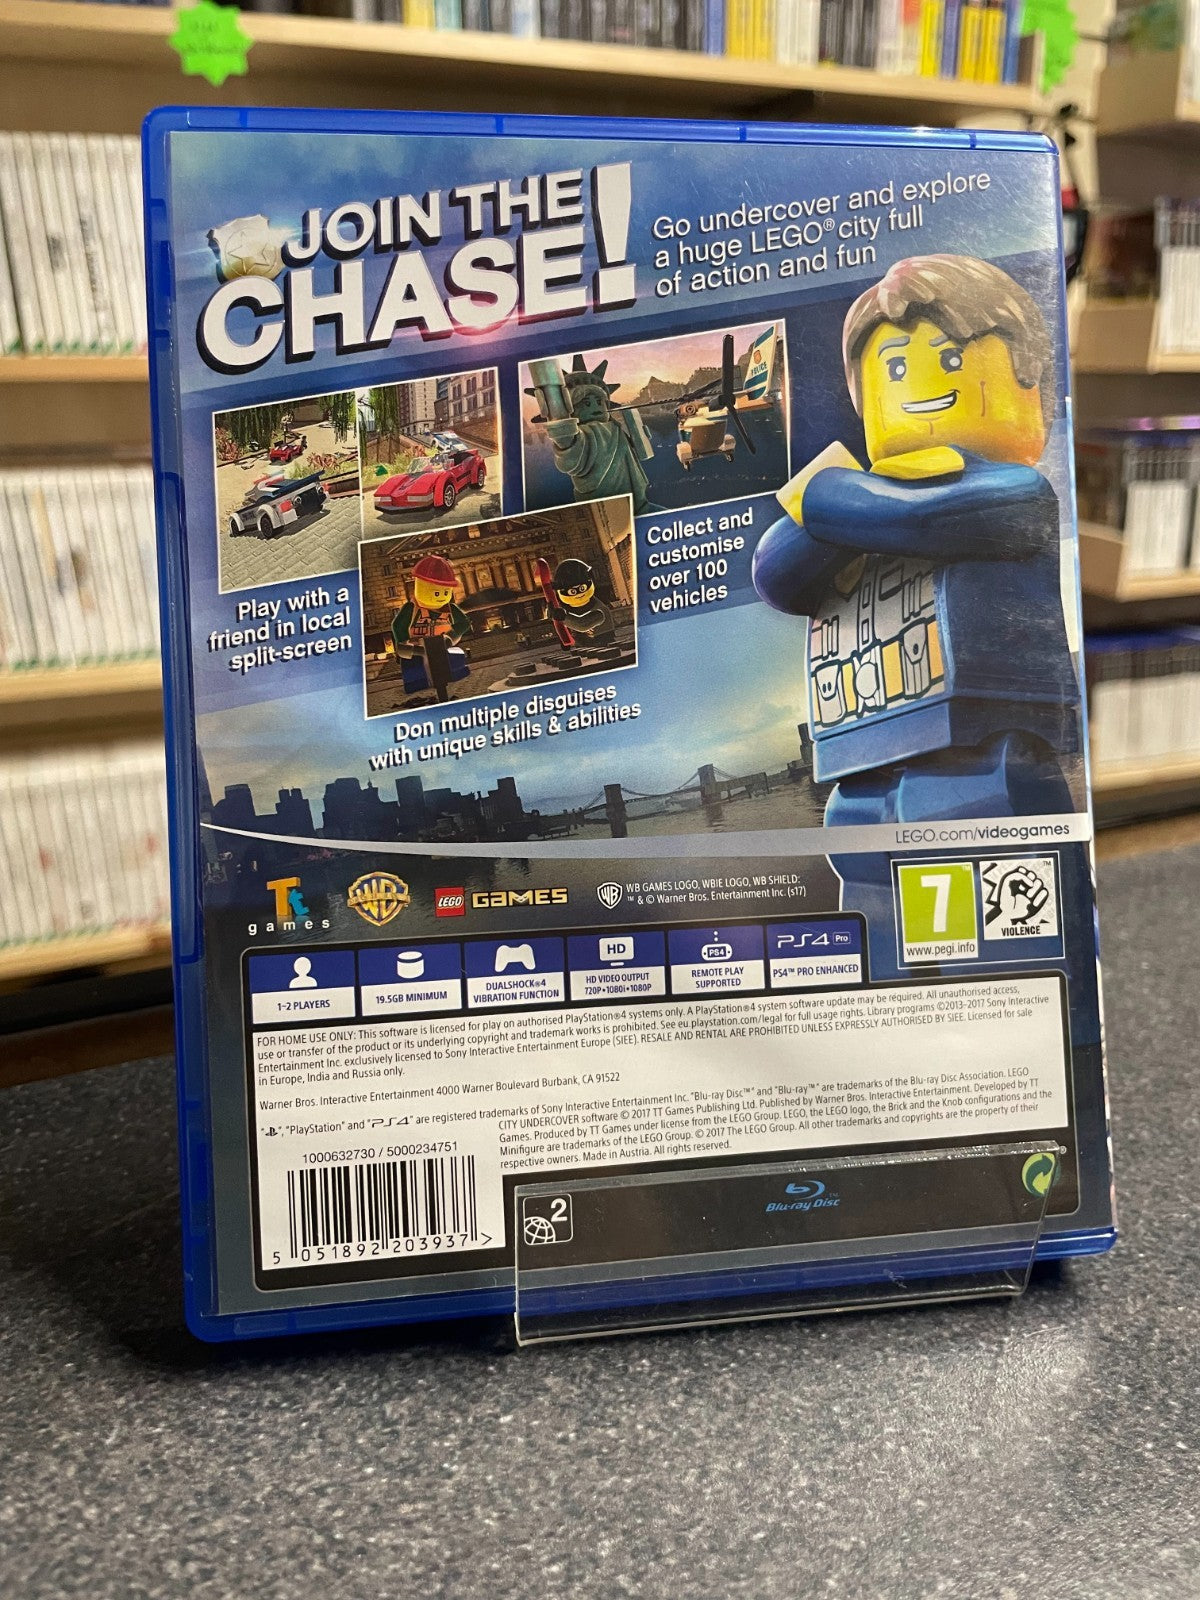 JOIN THE
CHASE!
Go undercover and explore
a huge LEGO® city full
of action and fun
POLICE
Play with a
friend in local
split-screen
Collect and
customise
over 100
vehicles
Don multiple disguises
with unique skills & abilities
LEGO.com/videogames
Tt
games
WB
LEGO GAMES
WB GAMES LOGO, WBIE LOGO, WB SHIELD:
™ & © Warner Bros. Entertainment Inc. (s17)
7
www.pegi.info
VIOLENCE
™
1-2 PLAYERS
19.5GB MINIMUM
DUALSHOCK®4
VIBRATION FUNCTION
HD
HD VIDEO OUTPUT
720P•1080i•1080P
PS4
REMOTE PLAY
SUPPORTED
PS4 Pro
PS4™ PRO ENHANCED
FOR HOME USE ONLY: This software is licensed for play on authorised PlayStation®4 systems only. A PlayStation®4 system software update may be required. All unauthorised access,
use or transfer of the product or its underlying copyright and trademark works is prohibited. See eu.playstation.com/legal for full usage rights. Library programs ©2013-2017 Sony Interactive
Entertainment Inc. exclusively licensed to Sony Interactive Entertainment Europe (SIEE). RESALE AND RENTAL ARE PROHIBITED UNLESS EXPRESSLY AUTHORISED BY SIEE. Licensed for sale
in Europe, India and Russia only.
Warner Bros. Interactive Entertainment 4000 Warner Boulevard Burbank, CA 91522
"PlayStation" and "PS4" are registered trademarks of Sony Interactive Entertainment Inc. "Blu-ray Disc™" and "Blu-ray™" are trademarks of the Blu-ray Disc Association. LEGO
CITY UNDERCOVER software © 2017 TT Games Publishing Ltd. Published by Warner Bros. Interactive Entertainment. Developed by TT
Games. Produced by TT Games under license from the LEGO Group. LEGO, the LEGO logo, the Brick and the Knob configurations and the
Minifigure are trademarks of the LEGO Group. © 2017 The LEGO Group. All other trademarks and copyrights are the property of their
respective owners. Made in Austria. All rights reserved.
1000632730 / 5000234751
5 051892 203937 >
2
Blu-ray Disc™